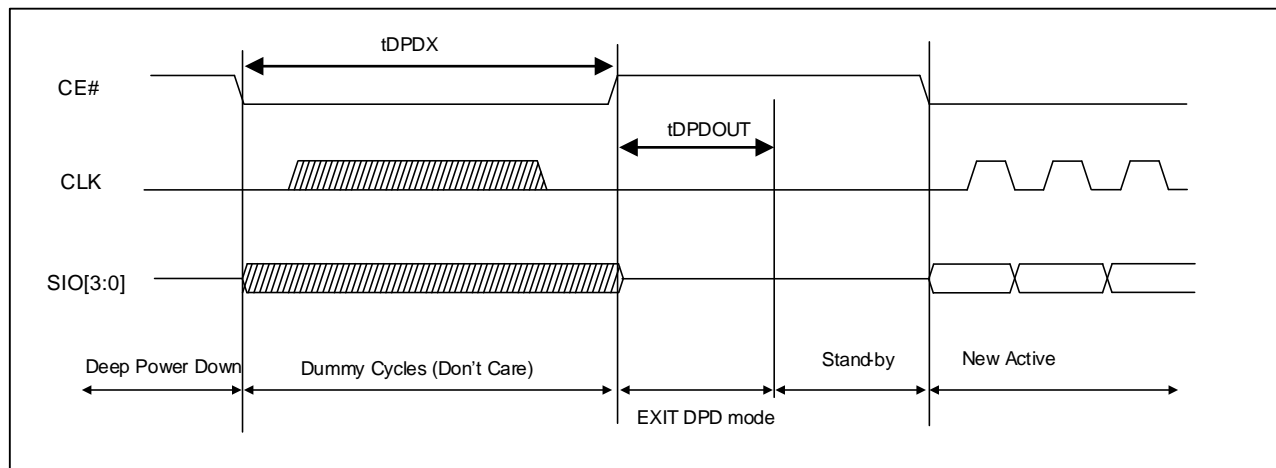 tDPDX
CE#
tDPDOUT
CLK
SIO[3:0]
Deep Power Down
Dummy Cycles (Don't Care)
Stand-by
New Active
EXIT DPD mode